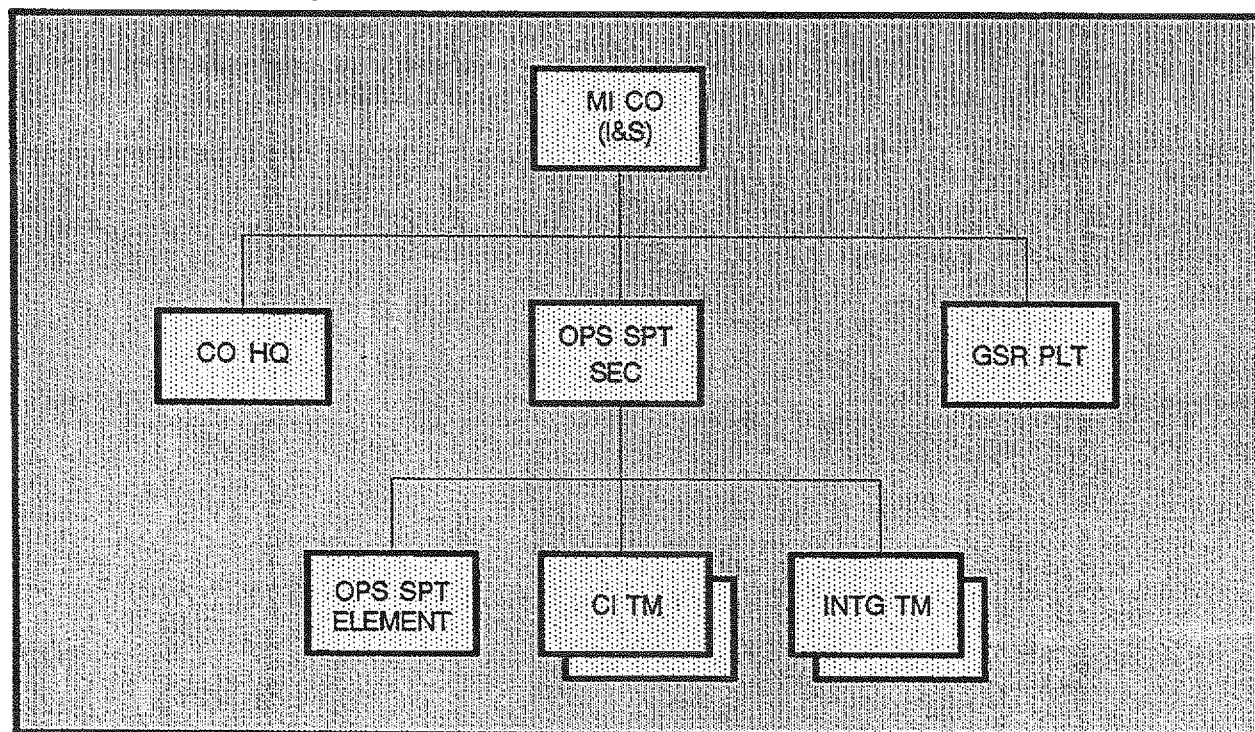 MI CO
(I&S)
CO HQ
OPS SPT
SEC
GSR PLT
OPS SPT
ELEMENT
CI TM
INTG TM